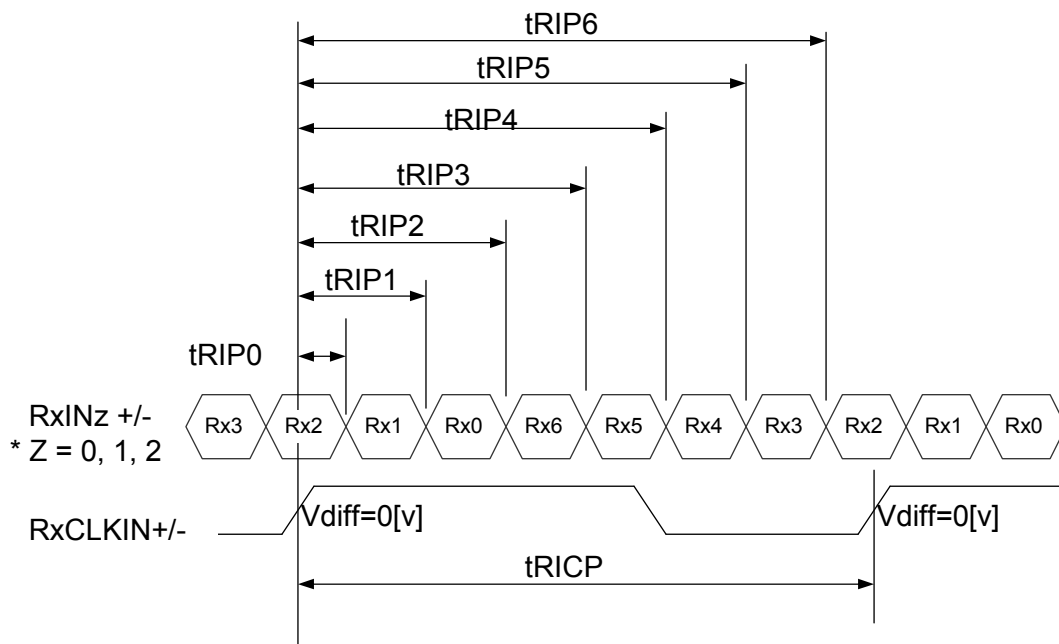 tRIP6
tRIP5
tRIP4
tRIP3
tRIP2
tRIP1
tRIP0
RxINz +/-
* Z = 0, 1, 2
Rx3 Rx2 Rx1 Rx0 Rx6 Rx5 Rx4 Rx3 Rx2 Rx1 Rx0
RxCLKIN+/-
Vdiff=0[v] Vdiff=0[v]
tRICP